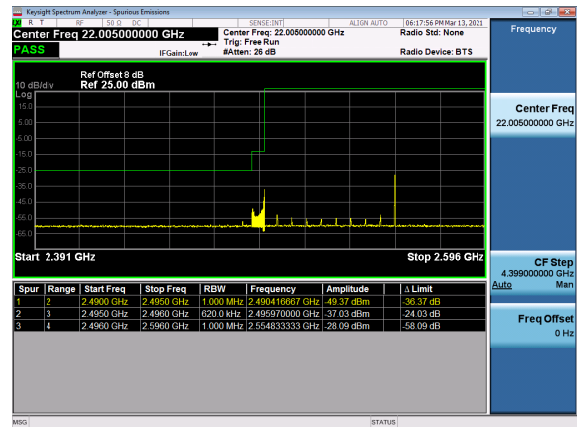 Keysight Spectrum Analyzer - Spurious Emissions
R T RF 50 Ω DC SENSE:INT ALIGN AUTO 06:17:56 PM Mar 13, 2021
Center Freq 22.005000000 GHz
Center Freq: 22.005000000 GHz
Radio Std: None
Trig: Free Run
PASS
IFGain:Low
#Atten: 26 dB
Radio Device: BTS
Frequency
Ref Offset 8 dB
10 dB/div
Ref 25.00 dBm
Log
15.0
5.00
-5.00
-15.0
-25.0
-35.0
-45.0
-55.0
-65.0
Start 2.391 GHz
Stop 2.596 GHz
Center Freq
22.005000000 GHz
CF Step
4.399000000 GHz
Auto Man
Freq Offset
0 Hz
Spur Range Start Freq Stop Freq RBW Frequency Amplitude Δ Limit
1 2 2.4900 GHz 2.4950 GHz 1.000 MHz 2.490416667 GHz -49.37 dBm -36.37 dB
2 3 2.4950 GHz 2.4960 GHz 620.0 kHz 2.495970000 GHz -37.03 dBm -24.03 dB
3 4 2.4960 GHz 2.5960 GHz 1.000 MHz 2.554833333 GHz -28.09 dBm -58.09 dB
MSG
STATUS